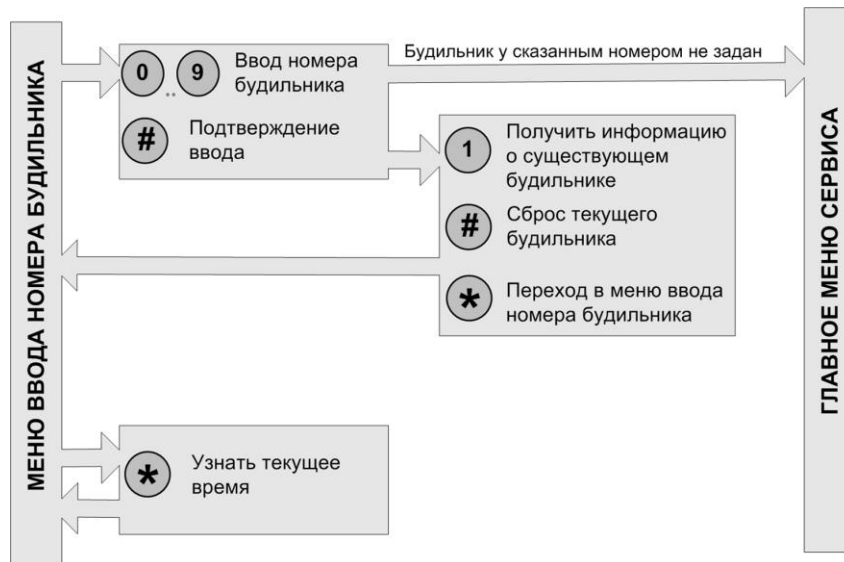 МЕНЮ ВВОДА НОМЕРА БУДИЛЬНИКА
0 .. 9
Ввод номера
будильника
#
Подтверждение
ввода
Будильник у сказанным номером не задан
1
Получить информацию
о существующем
будильнике
#
Сброс текущего
будильника
*
Переход в меню ввода
номера будильника
*
Узнать текущее
время
ГЛАВНОЕ МЕНЮ СЕРВИСА